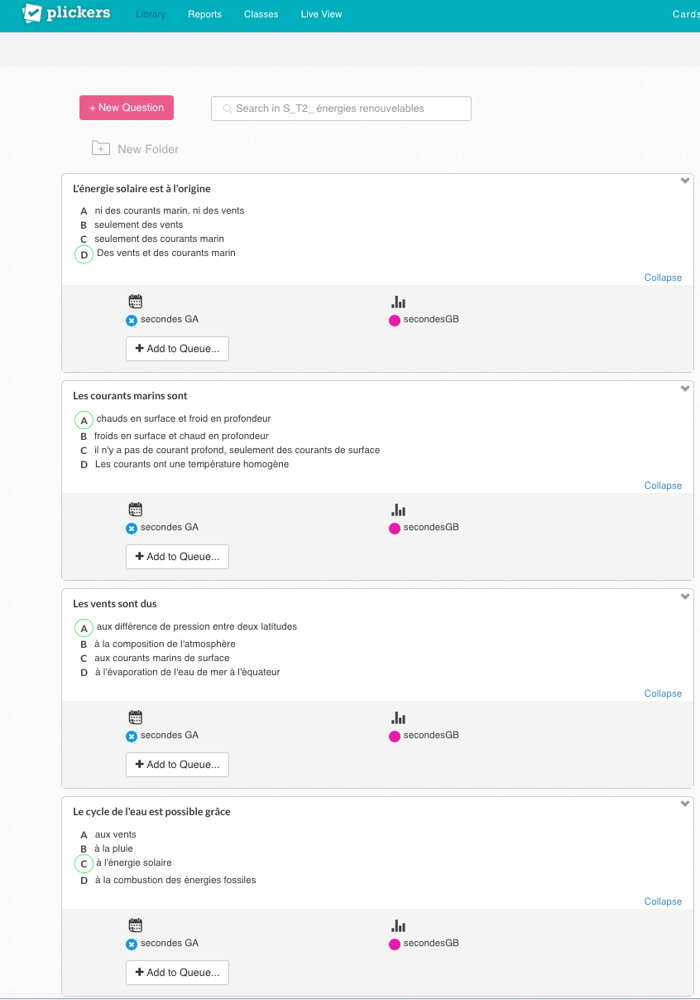 plickers Library Reports Classes Live View Cards
+ New Question Search in S_T2_ énergies renouvelables
New Folder
L'énergie solaire est à l'origine
A ni des courants marin, ni des vents
B seulement des vents
C seulement des courants marin
D Des vents et des courants marin
Collapse
secondes GA secondesGB
+ Add to Queue...
Les courants marins sont
A chauds en surface et froid en profondeur
B froids en surface et chaud en profondeur
C il n'y a pas de courant profond, seulement des courants de surface
D Les courants ont une température homogène
Collapse
secondes GA secondesGB
+ Add to Queue...
Les vents sont dus
A aux différence de pression entre deux latitudes
B à la composition de l'atmosphère
C aux courants marins de surface
D à l'évaporation de l'eau de mer à l'équateur
Collapse
secondes GA secondesGB
+ Add to Queue...
Le cycle de l'eau est possible grâce
A aux vents
B à la pluie
C à l'énergie solaire
D à la combustion des énergies fossiles
Collapse
secondes GA secondesGB
+ Add to Queue...